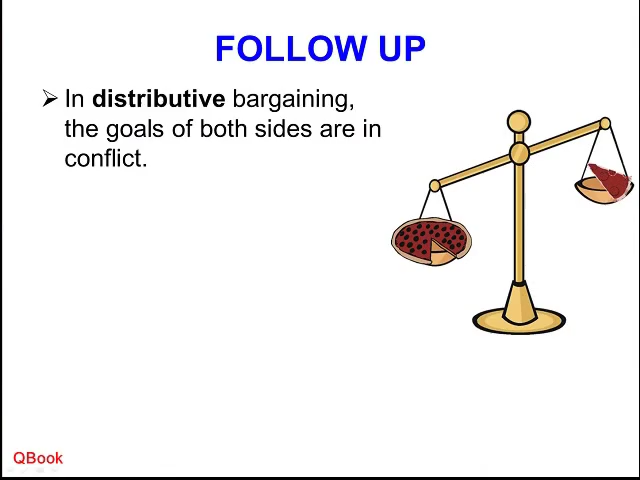 FOLLOW UP
➢ In distributive bargaining,
the goals of both sides are in
conflict.
QBook